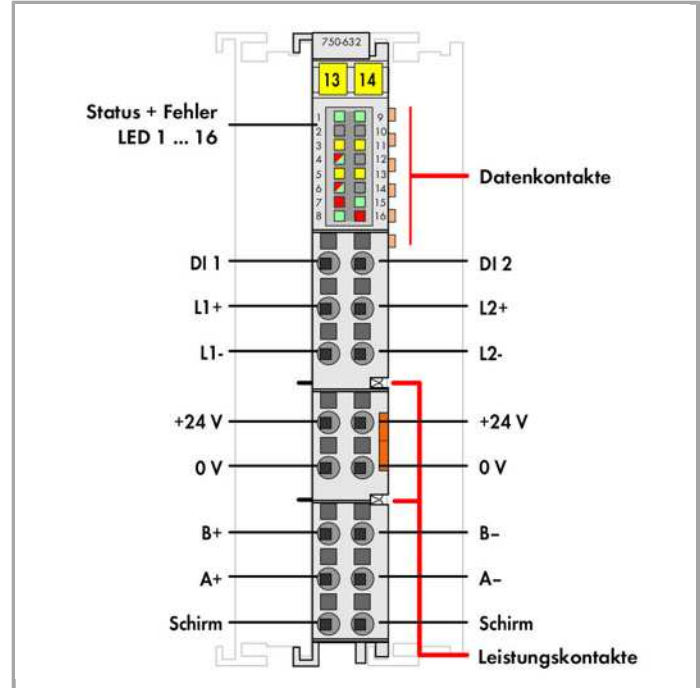 750-632
13 14
Status + Fehler
LED 1 ... 16
1 9
2 10
3 11
4 12
5 13
6 14
7 15
8 16
Datenkontakte
DI 1 DI 2
L1+ L2+
L1- L2-
+24 V +24 V
0 V 0 V
B+ B−
A+ A−
Schirm Schirm
Leistungskontakte